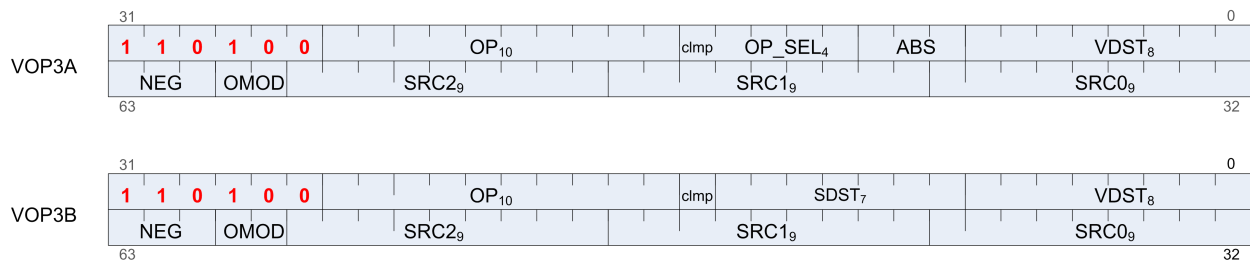 31 0
VOP3A
1 1 0 1 0 0 OP₁₀ clmp OP_SEL₄ ABS VDST₈
NEG OMOD SRC2₉ SRC1₉ SRC0₉
63 32
31 0
VOP3B
1 1 0 1 0 0 OP₁₀ clmp SDST₇ VDST₈
NEG OMOD SRC2₉ SRC1₉ SRC0₉
63 32